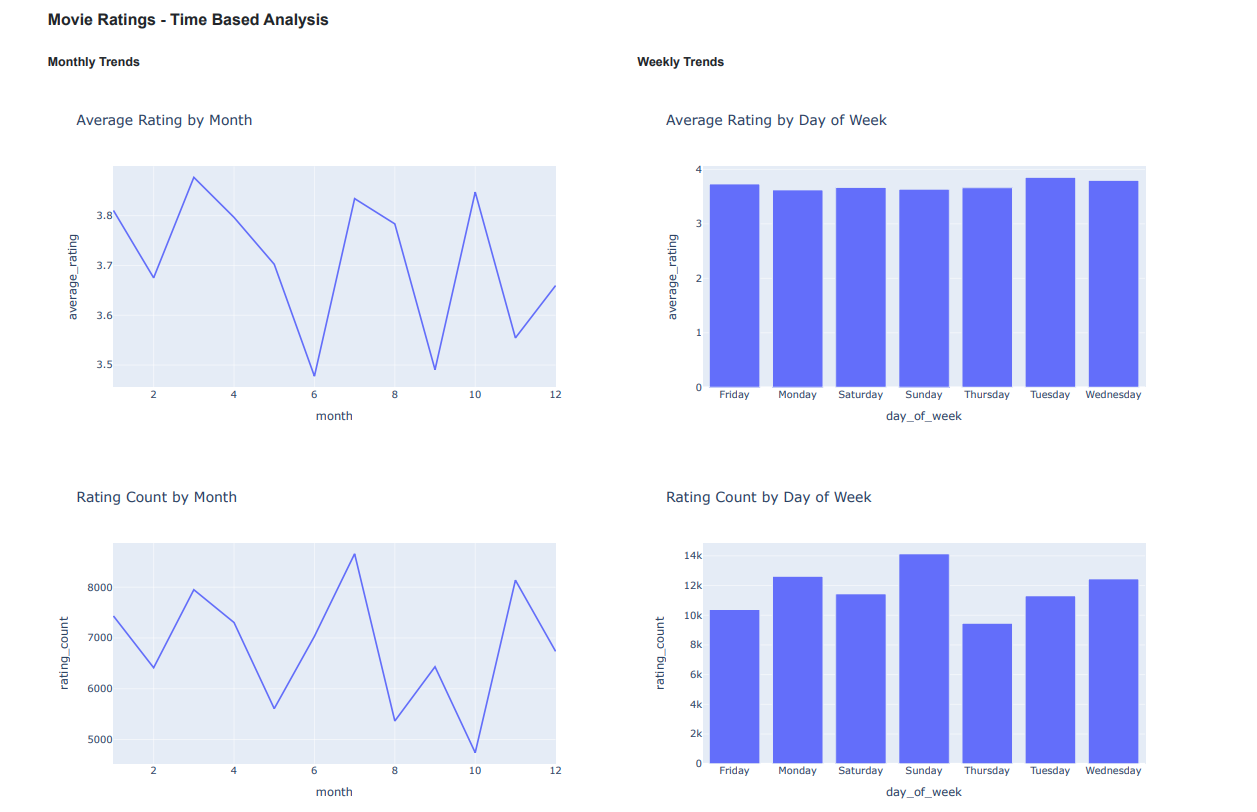 Movie Ratings - Time Based Analysis
Monthly Trends
Weekly Trends
Average Rating by Month
3.8
3.7
3.6
3.5
average_rating
2 4 6 8 10 12
month
Average Rating by Day of Week
4
3
2
1
0
average_rating
Friday Monday Saturday Sunday Thursday Tuesday Wednesday
day_of_week
Rating Count by Month
8000
7000
6000
5000
rating_count
2 4 6 8 10 12
month
Rating Count by Day of Week
14k
12k
10k
8k
6k
4k
2k
0
rating_count
Friday Monday Saturday Sunday Thursday Tuesday Wednesday
day_of_week